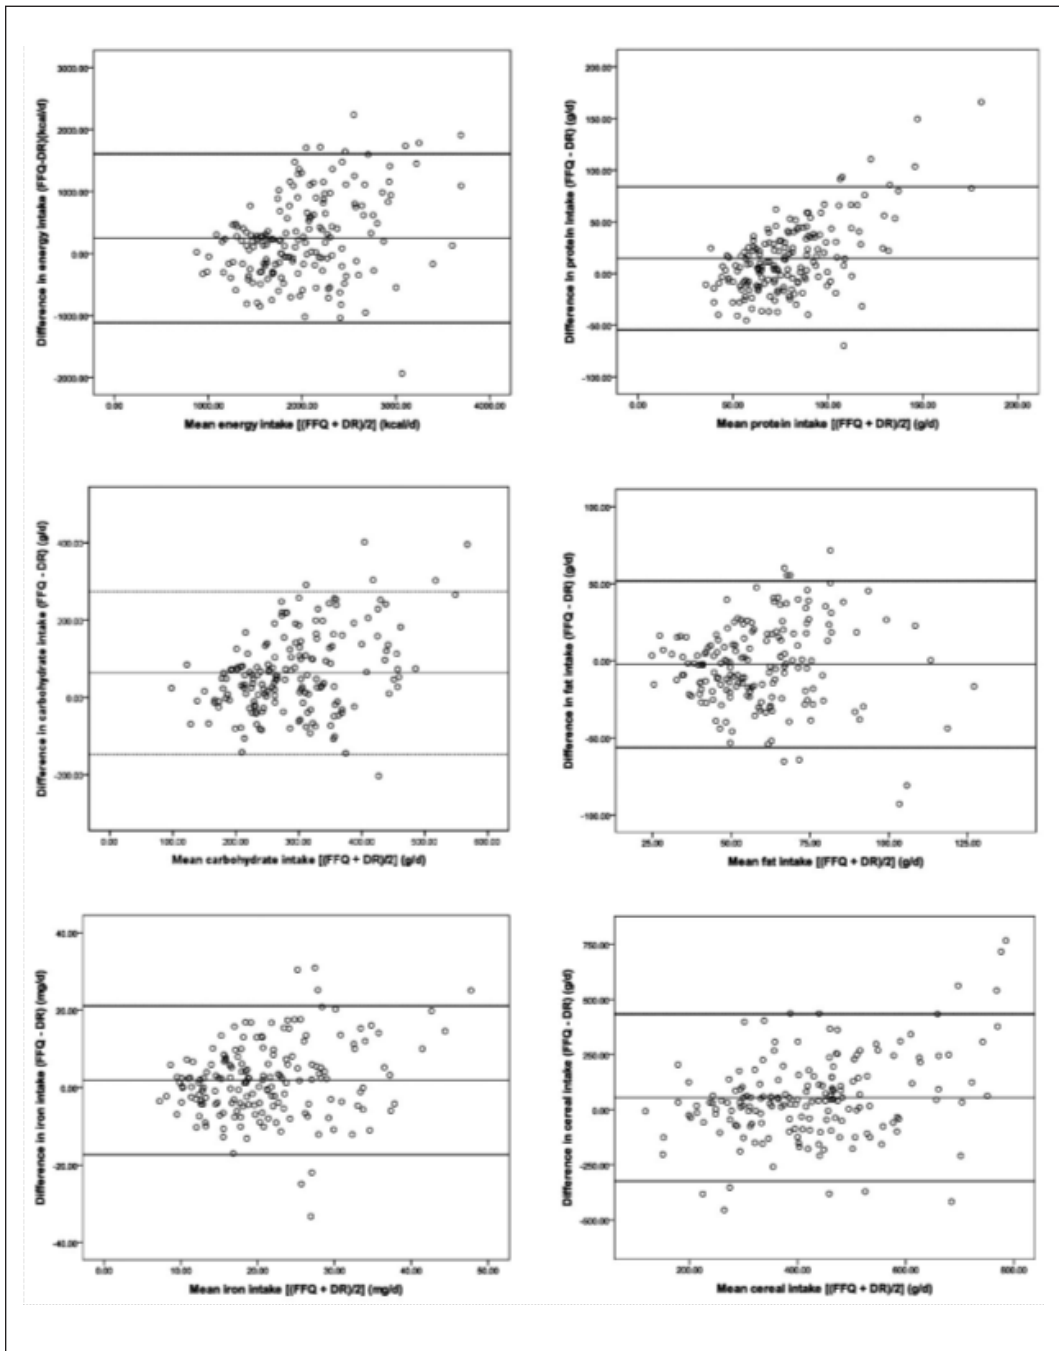 Difference in energy intake (FFQ-DR)(kcal/d)
3000.00
2000.00
1000.00
.00
-1000.00
-2000.00
0.00 1000.00 2000.00 3000.00 4000.00
Mean energy intake [(FFQ + DR)/2] (kcal/d)
Difference in protein intake (FFQ - DR) (g/d)
200.00
150.00
100.00
50.00
.00
-50.00
-100.00
0.00 50.00 100.00 150.00 200.00
Mean protein intake [(FFQ + DR)/2] (g/d)
Difference in carbohydrate intake (FFQ - DR) (g/d)
400.00
200.00
0.00
-200.00
0.00 100.00 200.00 300.00 400.00 500.00 600.00
Mean carbohydrate intake [(FFQ + DR)/2] (g/d)
Difference in fat intake (FFQ - DR) (g/d)
100.00
50.00
.00
-50.00
-100.00
25.00 50.00 75.00 100.00 125.00
Mean fat intake [(FFQ + DR)/2] (g/d)
Difference in iron intake (FFQ - DR) (mg/d)
40.00
20.00
0.00
-20.00
-40.00
0.00 10.00 20.00 30.00 40.00 50.00
Mean iron intake [(FFQ + DR)/2] (mg/d)
Difference in cereal intake (FFQ - DR) (g/d)
750.00
500.00
250.00
0.00
-250.00
-500.00
200.00 400.00 600.00 800.00
Mean cereal intake [(FFQ + DR)/2] (g/d)